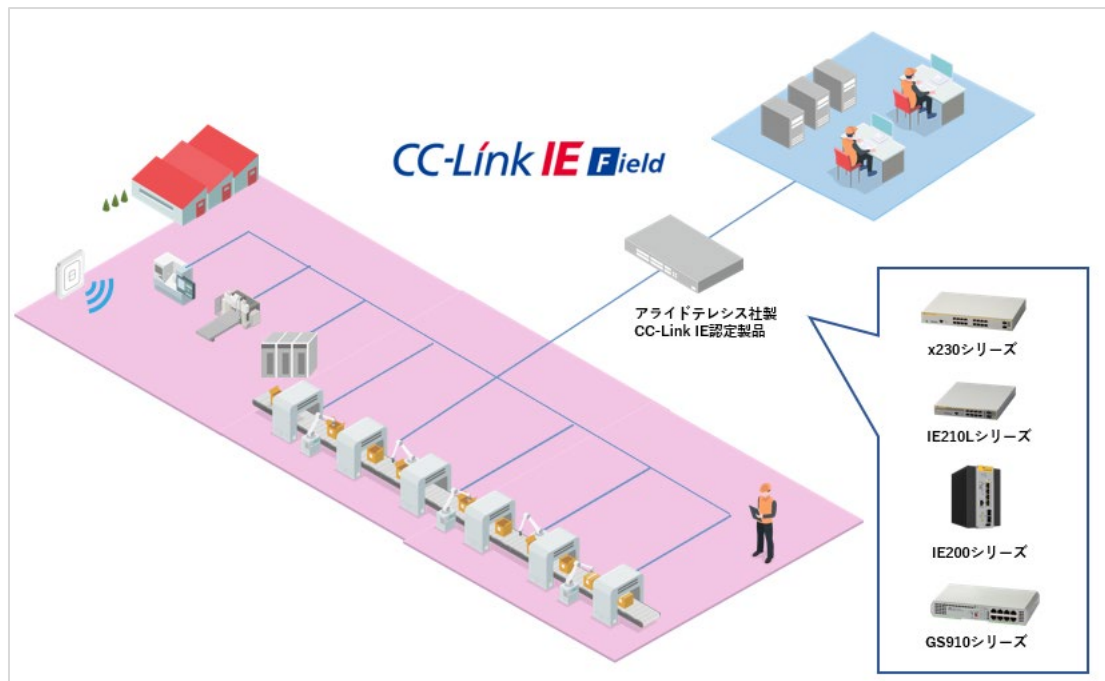 CC-Link IE Field
アライドテレシス社製
CC-Link IE認定製品
x230シリーズ
IE210Lシリーズ
IE200シリーズ
GS910シリーズ